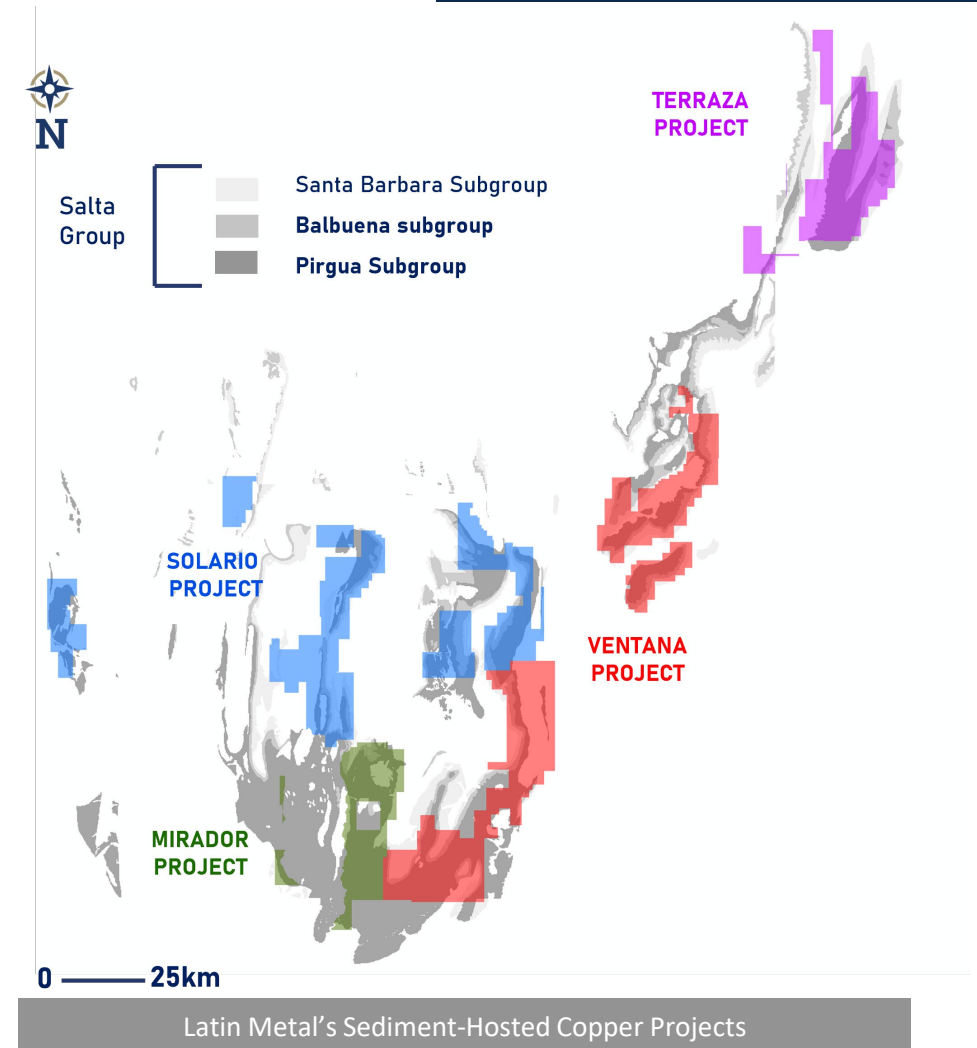 TERRAZA
PROJECT
N
Salta
Group
Santa Barbara Subgroup
Balbuena subgroup
Pirgua Subgroup
SOLARIO
PROJECT
VENTANA
PROJECT
MIRADOR
PROJECT
0 25km
Latin Metal’s Sediment-Hosted Copper Projects